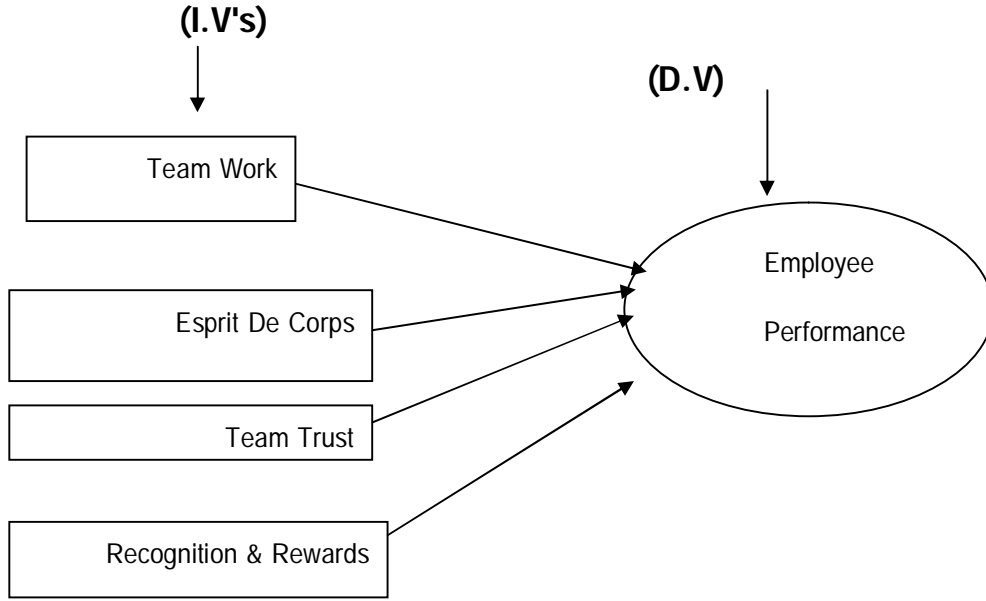 (I.V's)
(D.V)
Team Work
Employee
Performance
Esprit De Corps
Team Trust
Recognition & Rewards